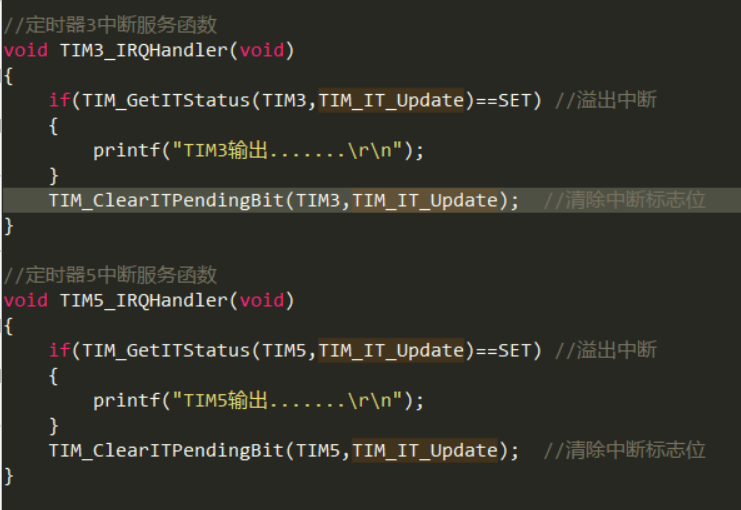 //定时器3中断服务函数
void TIM3_IRQHandler(void)
{
    if(TIM_GetITStatus(TIM3,TIM_IT_Update)==SET) //溢出中断
    {
        printf("TIM3输出.......\r\n");
    }
    TIM_ClearITPendingBit(TIM3,TIM_IT_Update);  //清除中断标志位
}
//定时器5中断服务函数
void TIM5_IRQHandler(void)
{
    if(TIM_GetITStatus(TIM5,TIM_IT_Update)==SET) //溢出中断
    {
        printf("TIM5输出.......\r\n");
    }
    TIM_ClearITPendingBit(TIM5,TIM_IT_Update);  //清除中断标志位
}